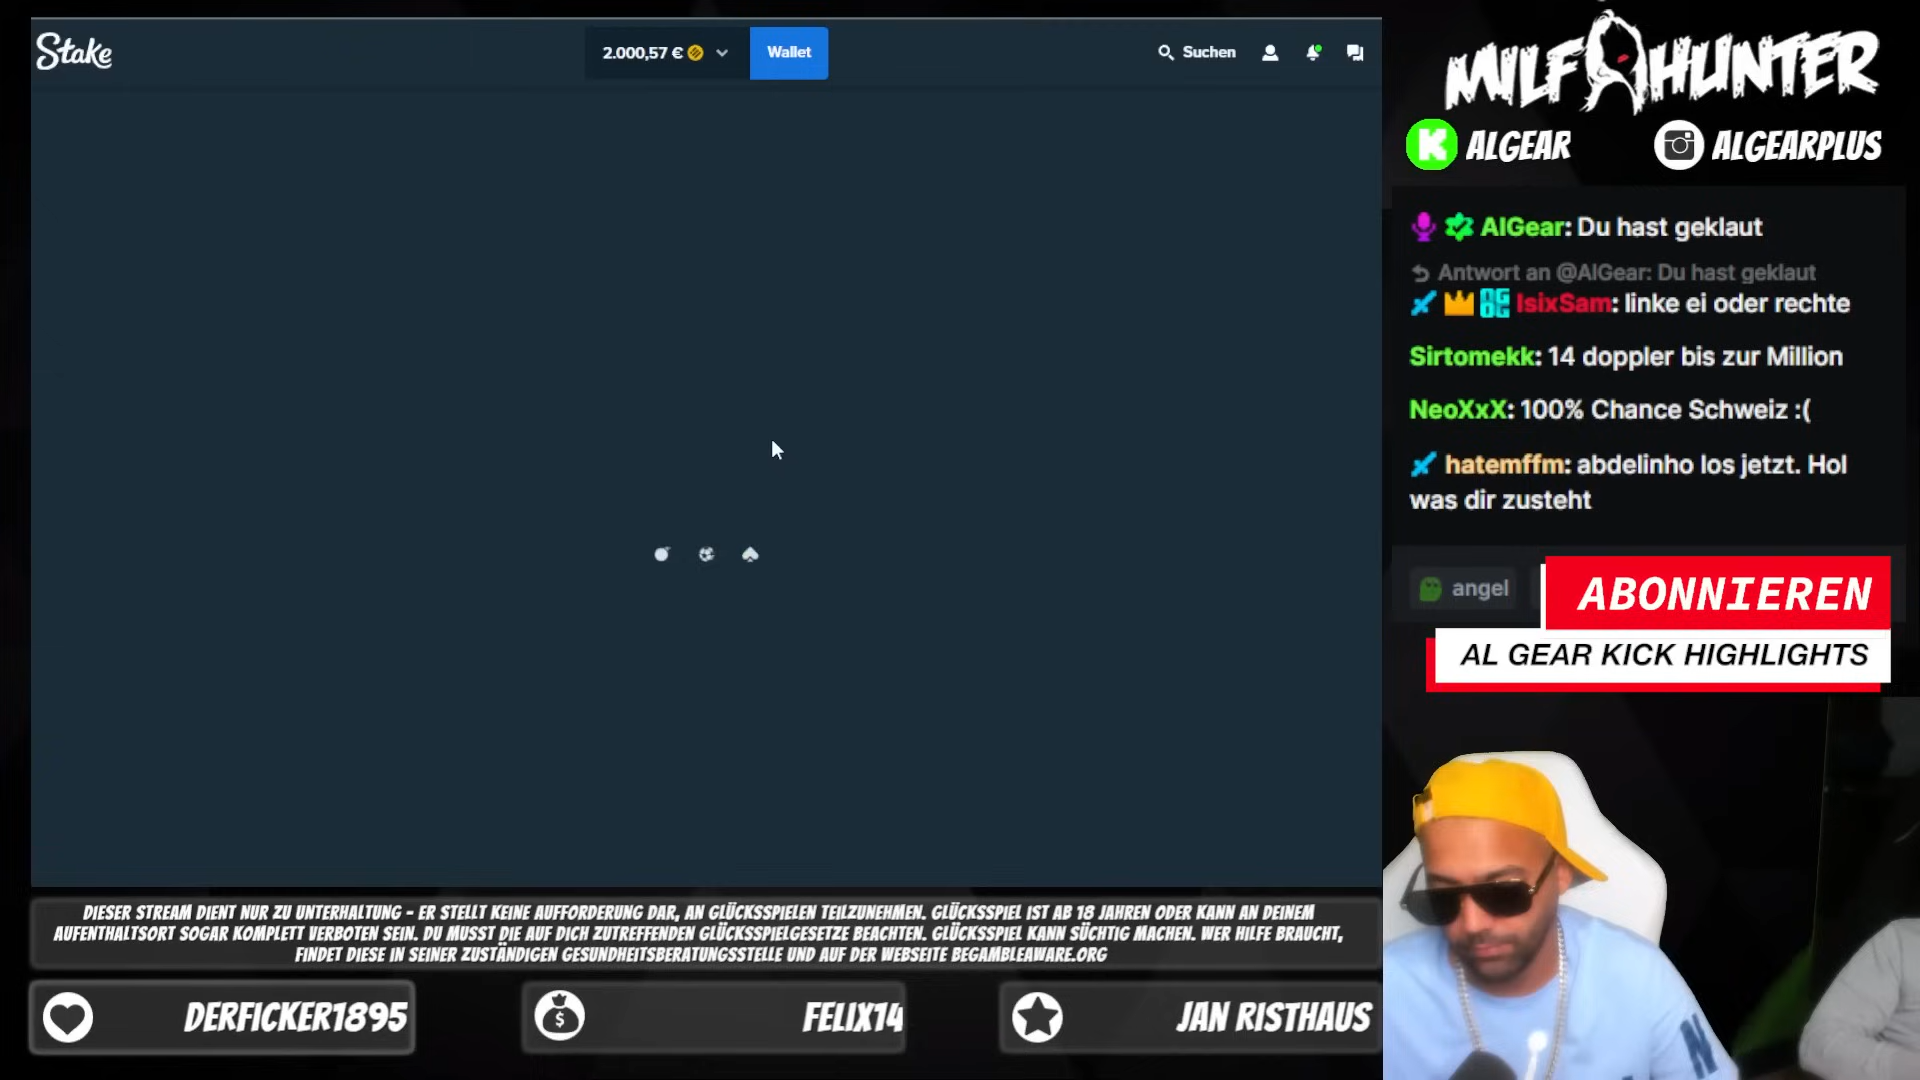 Stake
2.000,57 €
Wallet
Suchen
MILF HUNTER
K ALGEAR
ALGEARPLUS
AlGear: Du hast geklaut
Antwort an @AlGear: Du hast geklaut
IsixSam: linke ei oder rechte
Sirtomekk: 14 doppler bis zur Million
NeoXxX: 100% Chance Schweiz :(
hatemffm: abdelinho los jetzt. Hol
was dir zusteht
angel
ABONNIEREN
AL GEAR KICK HIGHLIGHTS
DIESER STREAM DIENT NUR ZU UNTERHALTUNG - ER STELLT KEINE AUFFORDERUNG DAR, AN GLÜCKSSPIELEN TEILZUNEHMEN. GLÜCKSSPIEL IST AB 18 JAHREN ODER KANN AN DEINEM
AUFENTHALTSORT SOGAR KOMPLETT VERBOTEN SEIN. DU MUSST DIE AUF DICH ZUTREFFENDEN GLÜCKSSPIELGESETZE BEACHTEN. GLÜCKSSPIEL KANN SÜCHTIG MACHEN. WER HILFE BRAUCHT,
FINDET DIESE IN SEINER ZUSTÄNDIGEN GESUNDHEITSBERATUNGSSTELLE UND AUF DER WEBSEITE BEGAMBLEAWARE.ORG
DERFICKER1895
$
FELIX14
JAN RISTHAUS
N